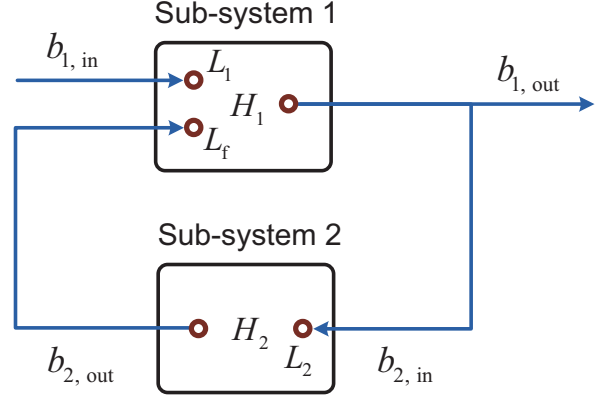 Sub-system 1
b1, in
L1
H1
b1, out
Lf
Sub-system 2
H2
L2
b2, out
b2, in